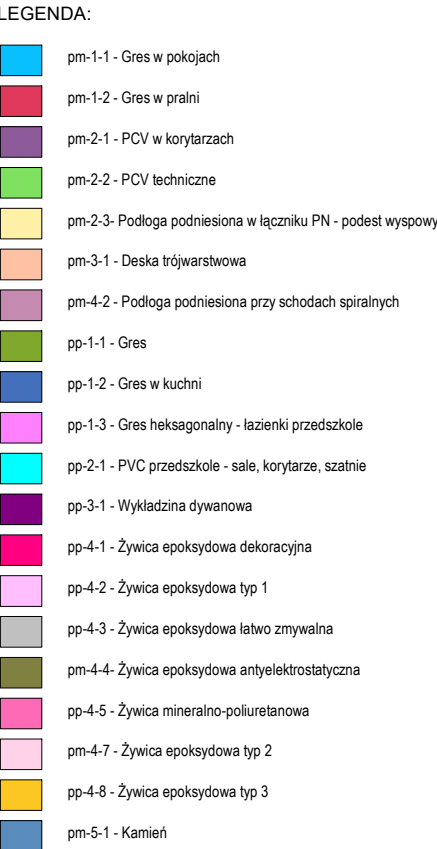 LEGENDA:
pm-1-1 - Gres w pokojach
pm-1-2 - Gres w pralni
pm-2-1 - PCV w korytarzach
pm-2-2 - PCV techniczne
pm-2-3- Podłoga podniesiona w łączniku PN - podest wyspowy
pm-3-1 - Deska trójwarstwowa
pm-4-2 - Podłoga podniesiona przy schodach spiralnych
pp-1-1 - Gres
pp-1-2 - Gres w kuchni
pp-1-3 - Gres heksagonalny - łazienki przedszkole
pp-2-1 - PVC przedszkole - sale, korytarze, szatnie
pp-3-1 - Wykładzina dywanowa
pp-4-1 - Żywica epoksydowa dekoracyjna
pp-4-2 - Żywica epoksydowa typ 1
pp-4-3 - Żywica epoksydowa łatwo zmywalna
pm-4-4- Żywica epoksydowa antyelektrostatyczna
pp-4-5 - Żywica mineralno-poliuretanowa
pm-4-7 - Żywica epoksydowa typ 2
pp-4-8 - Żywica epoksydowa typ 3
pm-5-1 - Kamień